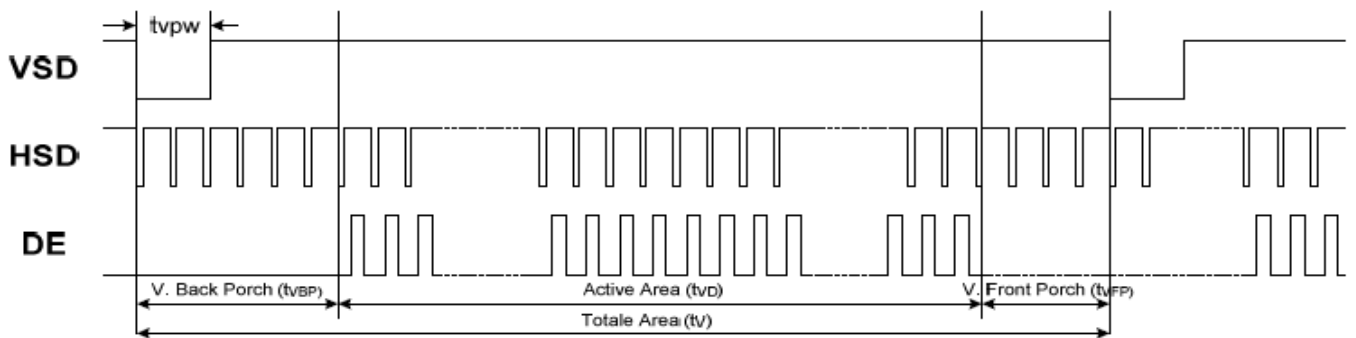 tvpw
VSD
HSD
DE
V. Back Porch (tVBP)
Active Area (tVD)
V. Front Porch (tVFP)
Totale Area (tV)